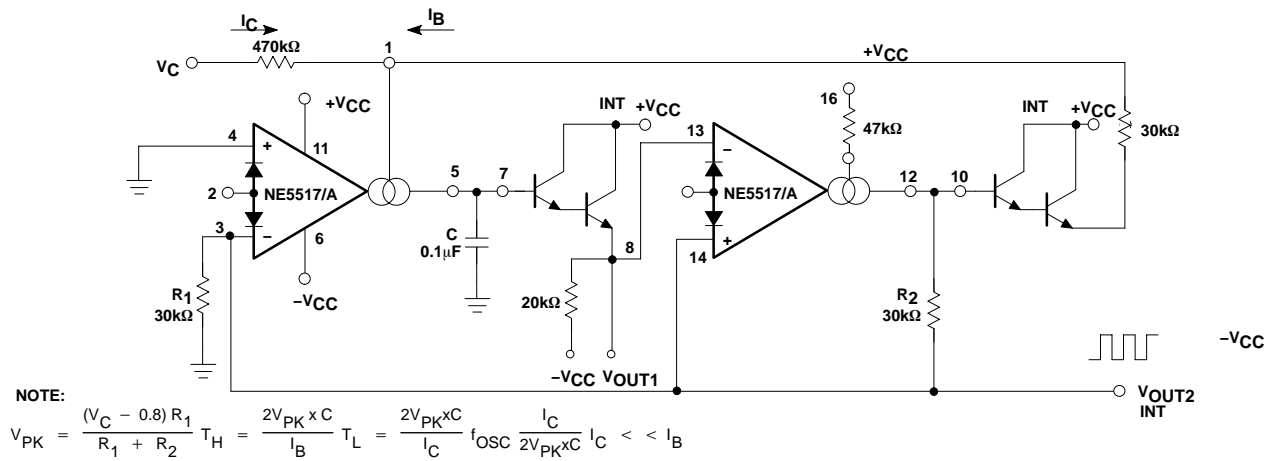 I_C
I_B
470kΩ
1
V_C
+V_CC
+V_CC
INT
+V_CC
16
INT
+V_CC
30kΩ
4
+
11
13
–
47kΩ
5
7
2
NE5517/A
NE5517/A
12
10
3
–
6
C
0.1μF
8
+
14
R_1
30kΩ
–V_CC
20kΩ
R_2
30kΩ
–V_CC
–V_CC
V_OUT1
V_OUT2
INT
NOTE:
V_PK = (V_C – 0.8) R_1 / R_1 + R_2 T_H = 2V_PK x C / I_B T_L = 2V_PKxC / I_C f_OSC I_C / 2V_PKxC I_C < < I_B